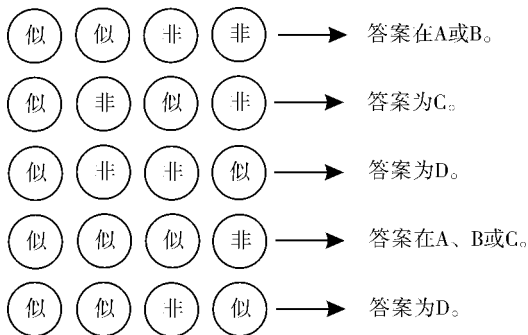 似 似 非 非 答案在A或B。
似 非 似 非 答案为C。
似 非 非 似 答案为D。
似 似 似 非 答案在A、B或C。
似 似 非 似 答案为D。